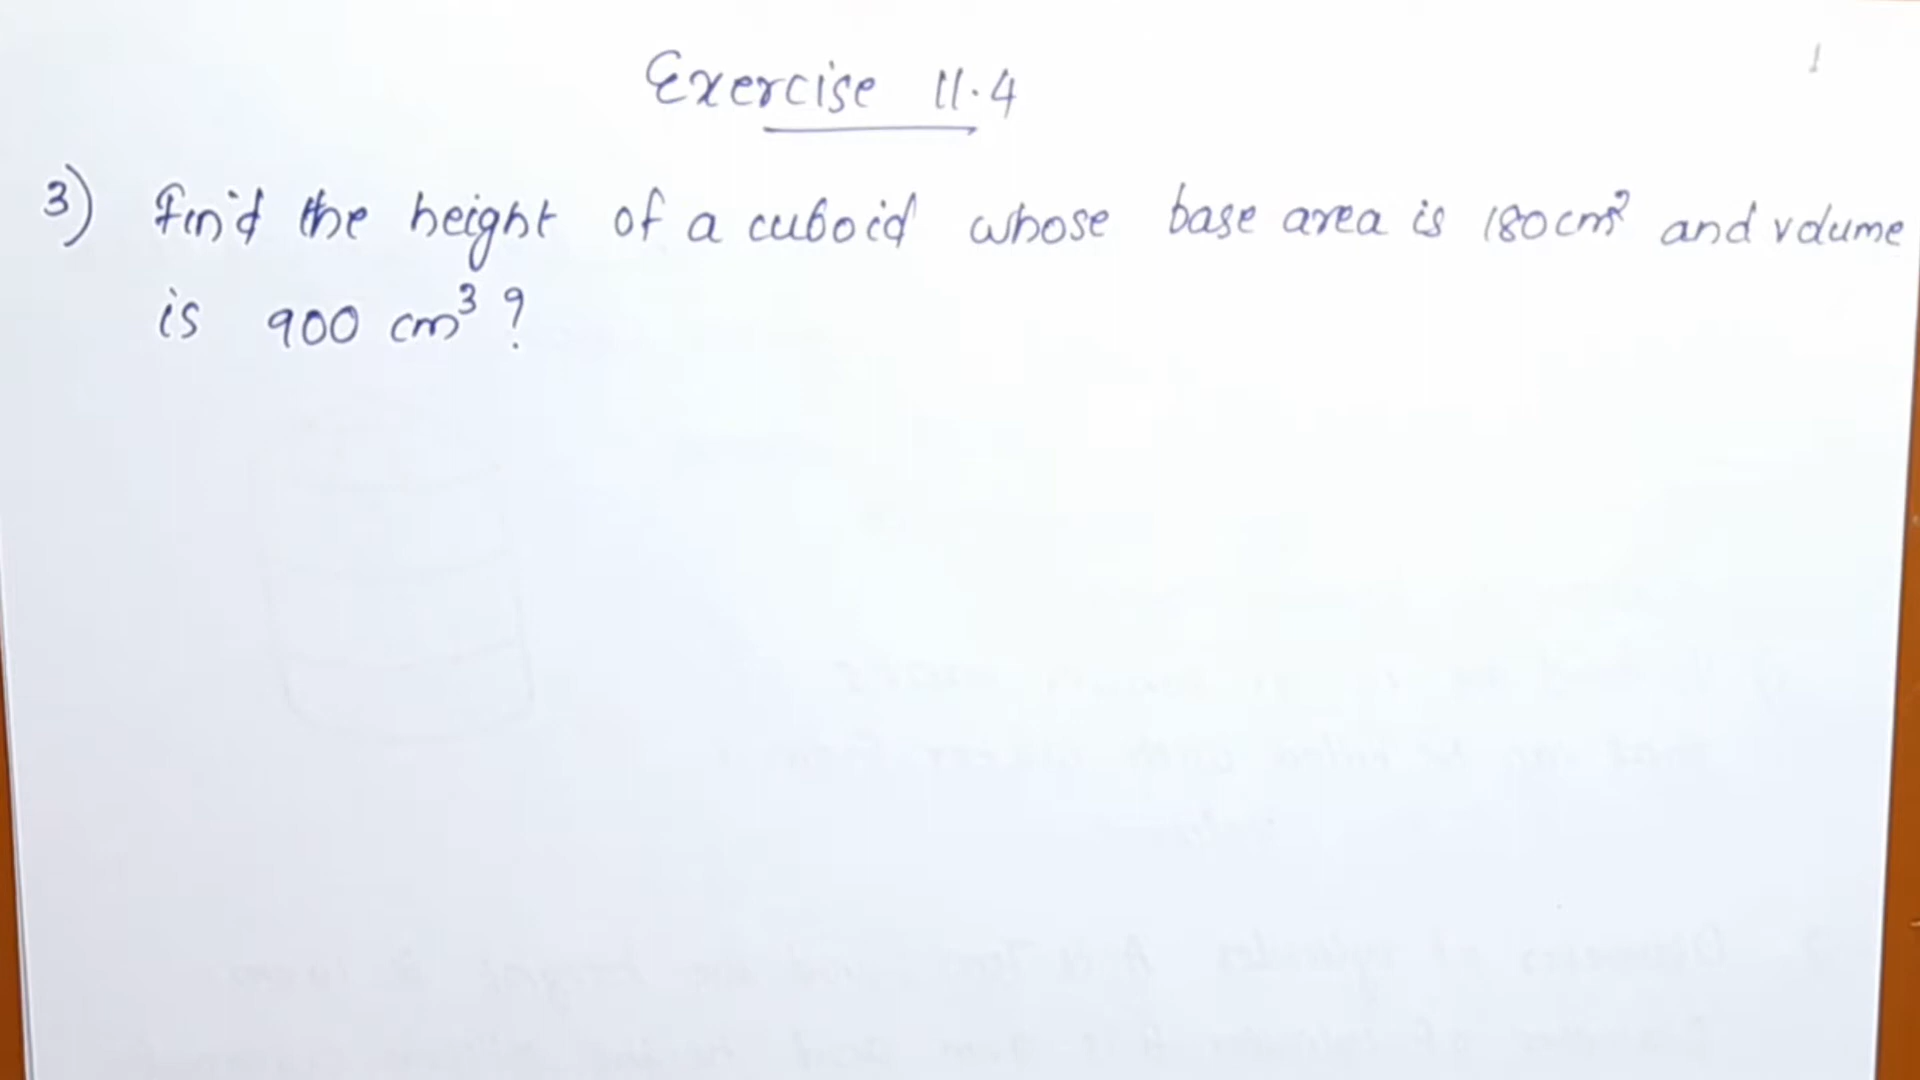 1
Exercise 11.4
3) Find the height of a cuboid whose base area is 180cm² and volume
is 900 cm³ ?